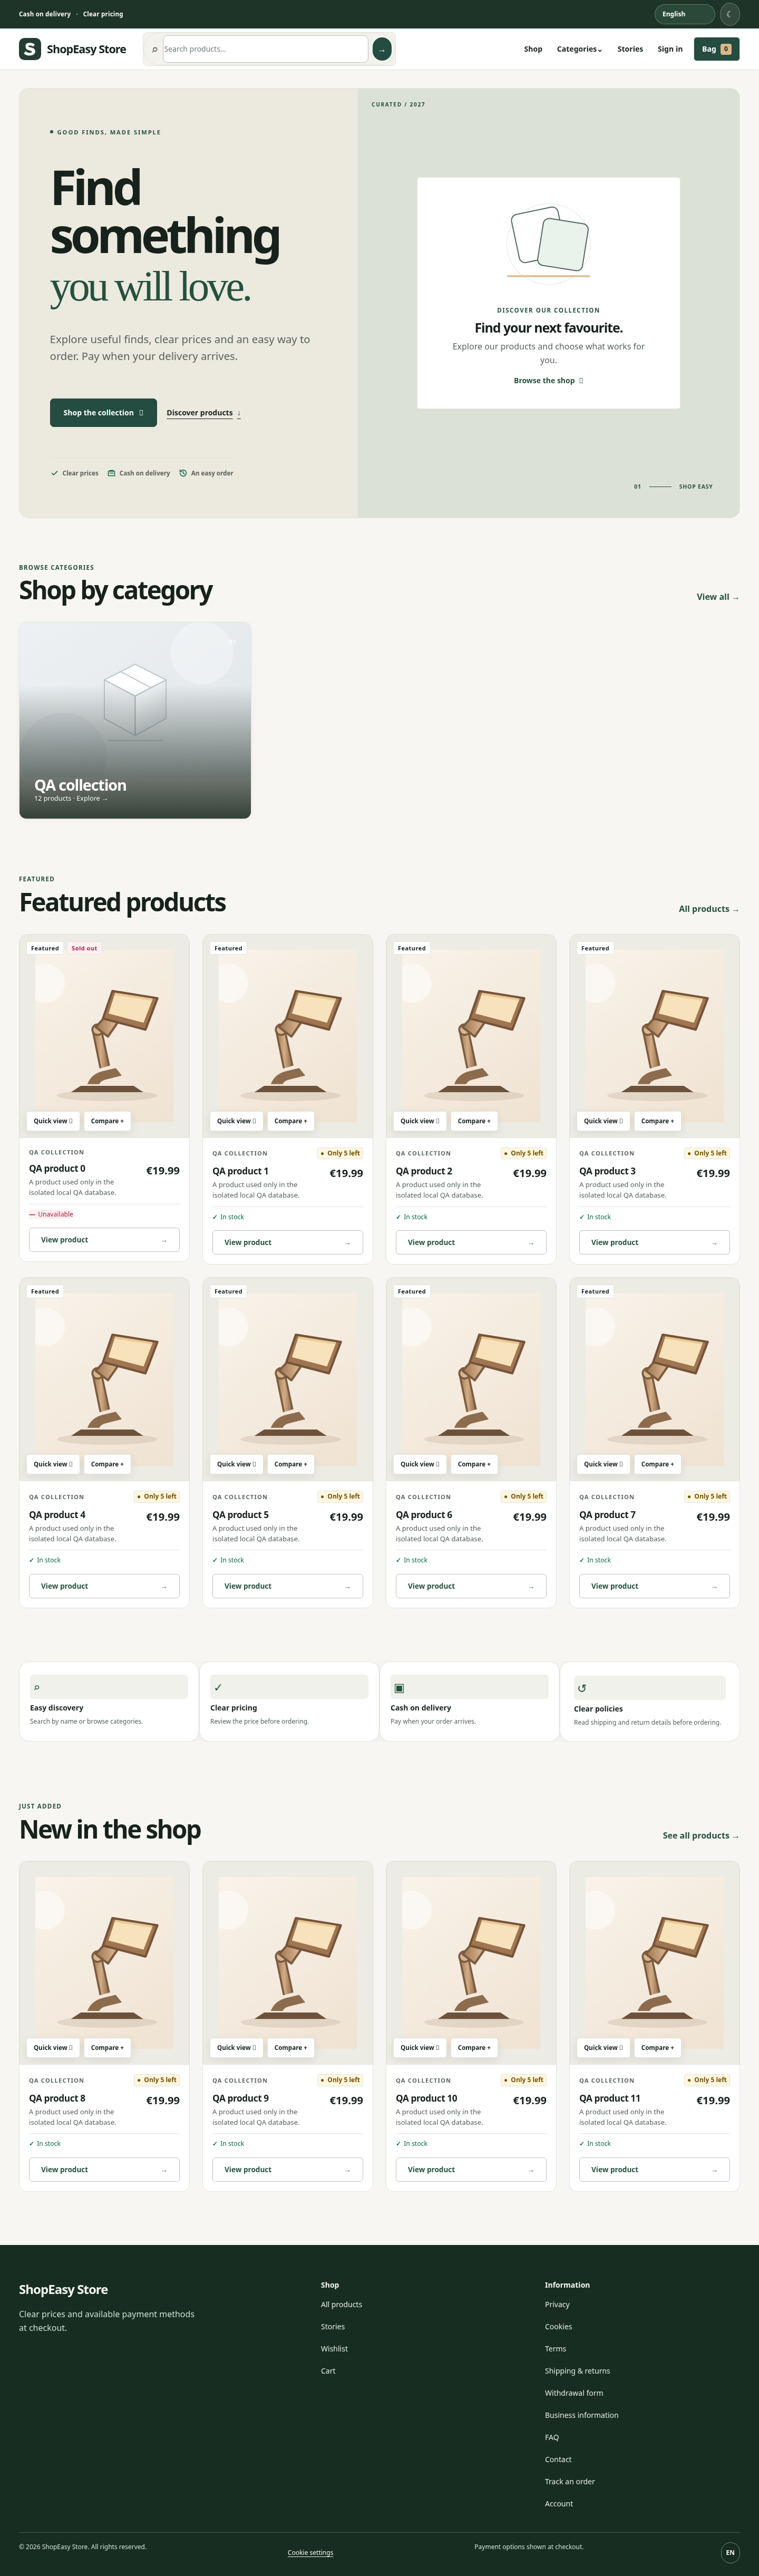 Cash on delivery · Clear pricing
English
ShopEasy Store
Search products...
→
Shop
Categories
Stories
Sign in
Bag 0
GOOD FINDS, MADE SIMPLE
Find
something
you will love.
Explore useful finds, clear prices and an easy way to
order. Pay when your delivery arrives.
Shop the collection
Discover products ↓
Clear prices
Cash on delivery
An easy order
CURATED / 2027
DISCOVER OUR COLLECTION
Find your next favourite.
Explore our products and choose what works for
you.
Browse the shop
01
SHOP EASY
BROWSE CATEGORIES
Shop by category
View all →
QA collection
12 products · Explore →
FEATURED
Featured products
All products →
Featured
Sold out
Quick view
Compare +
QA COLLECTION
QA product 0
€19.99
A product used only in the
isolated local QA database.
— Unavailable
View product →
Featured
Quick view
Compare +
QA COLLECTION
Only 5 left
QA product 1
€19.99
A product used only in the
isolated local QA database.
✓ In stock
View product →
Featured
Quick view
Compare +
QA COLLECTION
Only 5 left
QA product 2
€19.99
A product used only in the
isolated local QA database.
✓ In stock
View product →
Featured
Quick view
Compare +
QA COLLECTION
Only 5 left
QA product 3
€19.99
A product used only in the
isolated local QA database.
✓ In stock
View product →
Featured
Quick view
Compare +
QA COLLECTION
Only 5 left
QA product 4
€19.99
A product used only in the
isolated local QA database.
✓ In stock
View product →
Featured
Quick view
Compare +
QA COLLECTION
Only 5 left
QA product 5
€19.99
A product used only in the
isolated local QA database.
✓ In stock
View product →
Featured
Quick view
Compare +
QA COLLECTION
Only 5 left
QA product 6
€19.99
A product used only in the
isolated local QA database.
✓ In stock
View product →
Featured
Quick view
Compare +
QA COLLECTION
Only 5 left
QA product 7
€19.99
A product used only in the
isolated local QA database.
✓ In stock
View product →
Easy discovery
Search by name or browse categories.
✓
Clear pricing
Review the price before ordering.
Cash on delivery
Pay when your order arrives.
Clear policies
Read shipping and return details before ordering.
JUST ADDED
New in the shop
See all products →
Quick view
Compare +
QA COLLECTION
Only 5 left
QA product 8
€19.99
A product used only in the
isolated local QA database.
✓ In stock
View product →
Quick view
Compare +
QA COLLECTION
Only 5 left
QA product 9
€19.99
A product used only in the
isolated local QA database.
✓ In stock
View product →
Quick view
Compare +
QA COLLECTION
Only 5 left
QA product 10
€19.99
A product used only in the
isolated local QA database.
✓ In stock
View product →
Quick view
Compare +
QA COLLECTION
Only 5 left
QA product 11
€19.99
A product used only in the
isolated local QA database.
✓ In stock
View product →
ShopEasy Store
Clear prices and available payment methods
at checkout.
Shop
All products
Stories
Wishlist
Cart
Information
Privacy
Cookies
Terms
Shipping & returns
Withdrawal form
Business information
FAQ
Contact
Track an order
Account
© 2026 ShopEasy Store. All rights reserved.
Cookie settings
Payment options shown at checkout.
EN